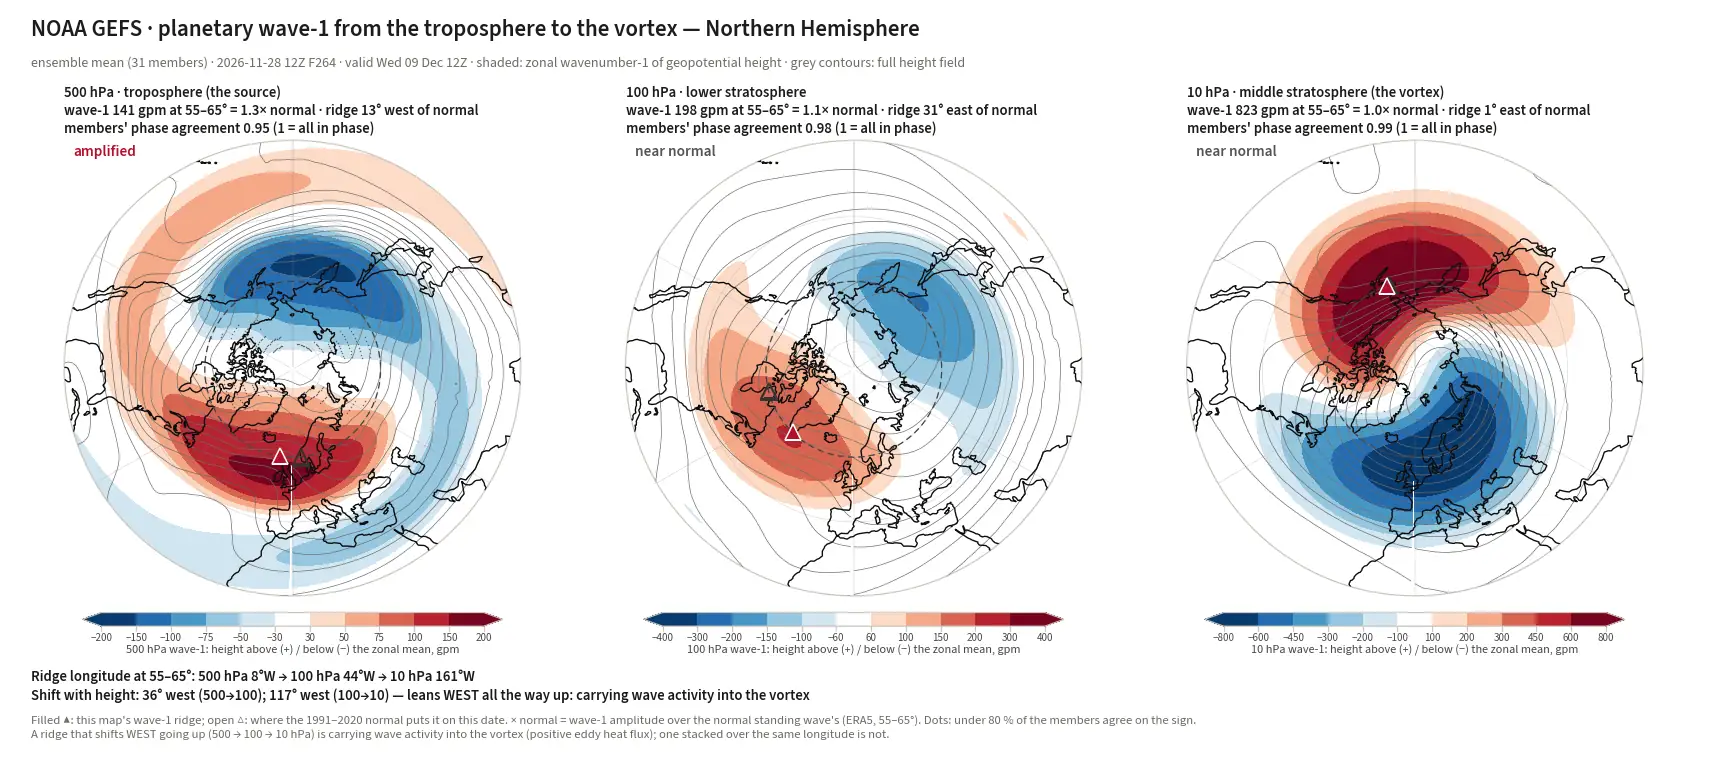 NOAA GEFS · planetary wave-1 from the troposphere to the vortex — Northern Hemisphere
ensemble mean (31 members) · 2026-11-28 12Z F264 · valid Wed 09 Dec 12Z · shaded: zonal wavenumber-1 of geopotential height · grey contours: full height field
500 hPa · troposphere (the source)
wave-1 141 gpm at 55–65° = 1.3× normal · ridge 13° west of normal
members' phase agreement 0.95 (1 = all in phase)
amplified
100 hPa · lower stratosphere
wave-1 198 gpm at 55–65° = 1.1× normal · ridge 31° east of normal
members' phase agreement 0.98 (1 = all in phase)
near normal
10 hPa · middle stratosphere (the vortex)
wave-1 823 gpm at 55–65° = 1.0× normal · ridge 1° east of normal
members' phase agreement 0.99 (1 = all in phase)
near normal
−200 −150 −100 −75 −50 −30 30 50 75 100 150 200
500 hPa wave-1: height above (+) / below (−) the zonal mean, gpm
−400 −300 −200 −150 −100 −60 60 100 150 200 300 400
100 hPa wave-1: height above (+) / below (−) the zonal mean, gpm
−800 −600 −450 −300 −200 −100 100 200 300 450 600 800
10 hPa wave-1: height above (+) / below (−) the zonal mean, gpm
Ridge longitude at 55–65°: 500 hPa 8°W → 100 hPa 44°W → 10 hPa 161°W
Shift with height: 36° west (500→100); 117° west (100→10) — leans WEST all the way up: carrying wave activity into the vortex
Filled ▲: this map's wave-1 ridge; open △: where the 1991–2020 normal puts it on this date. × normal = wave-1 amplitude over the normal standing wave's (ERA5, 55–65°). Dots: under 80 % of the members agree on the sign.
A ridge that shifts WEST going up (500 → 100 → 10 hPa) is carrying wave activity into the vortex (positive eddy heat flux); one stacked over the same longitude is not.